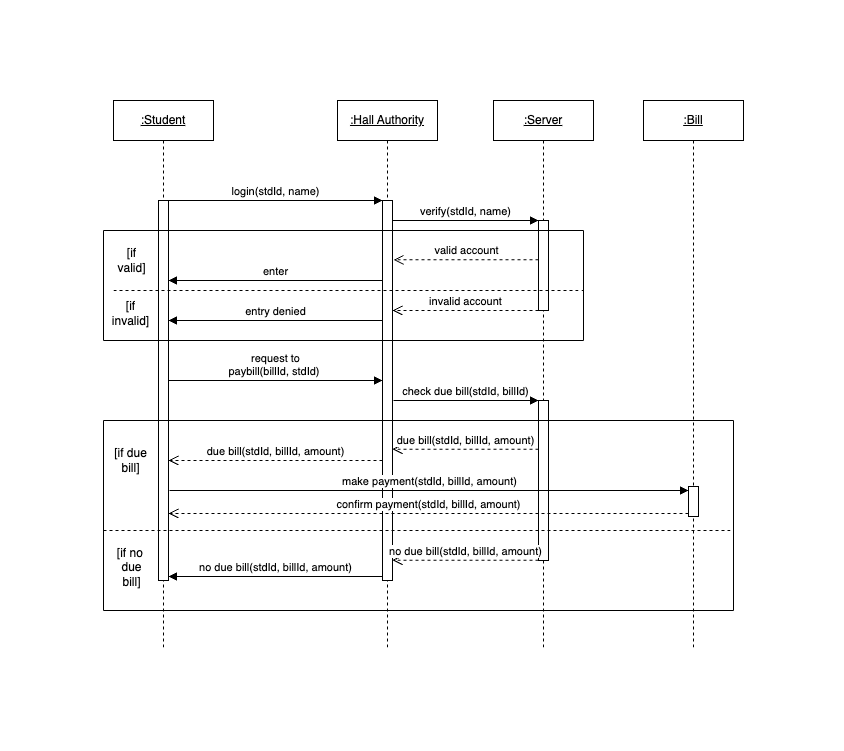 :Student
:Hall Authority
:Server
:Bill
login(stdId, name)
verify(stdId, name)
[if
valid]
valid account
enter
[if
invalid]
invalid account
entry denied
request to
paybill(billId, stdId)
check due bill(stdId, billId)
[if due
bill]
due bill(stdId, billId, amount)
due bill(stdId, billId, amount)
make payment(stdId, billId, amount)
confirm payment(stdId, billId, amount)
[if no
due
bill]
no due bill(stdId, billId, amount)
no due bill(stdId, billId, amount)